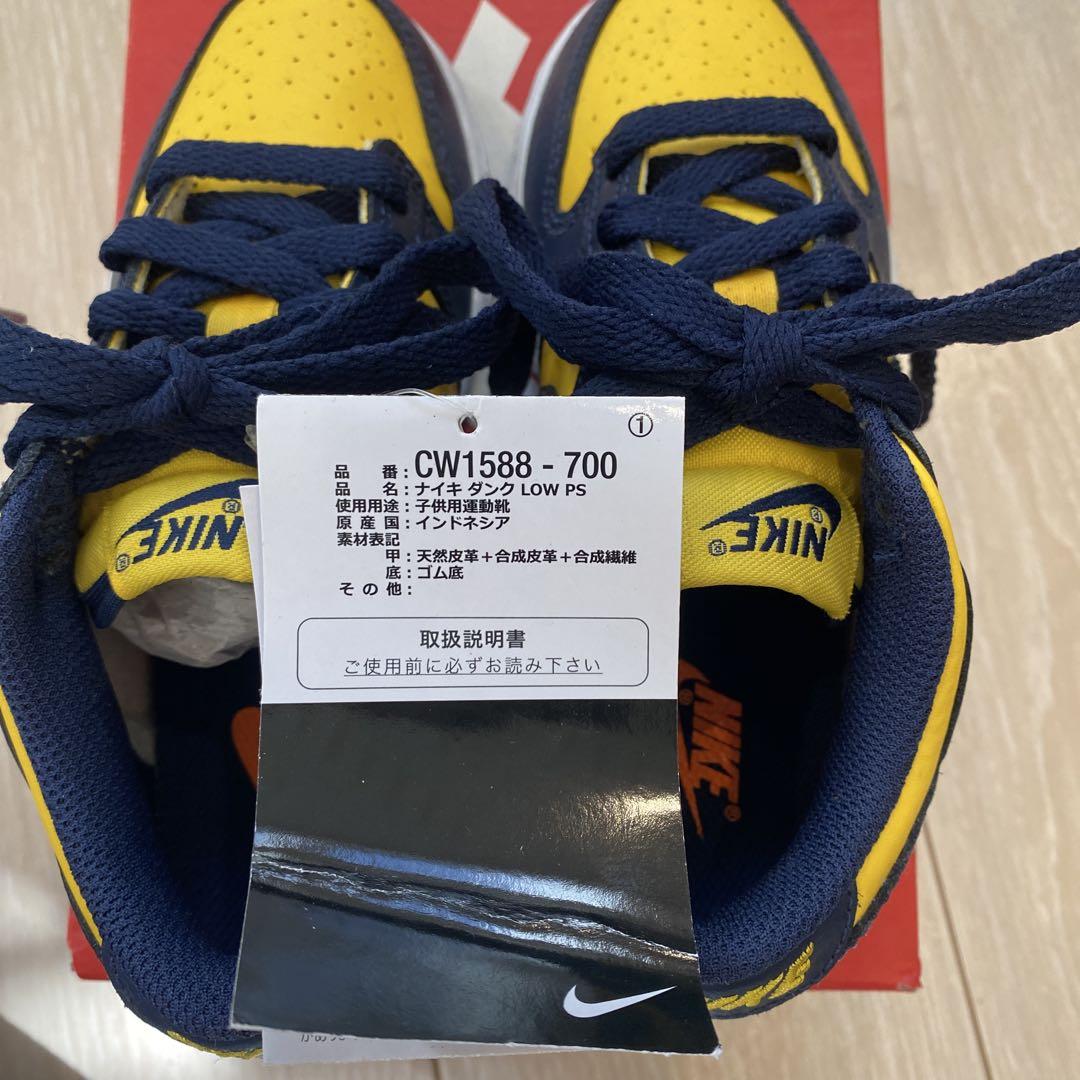 ①
品 番：CW1588 - 700
品 名：ナイキ ダンク LOW PS
使用用途：子供用運動靴
原 産 国：インドネシア
素材表記
甲：天然皮革＋合成皮革＋合成繊維
底：ゴム底
そ の 他：
取扱説明書
ご使用前に必ずお読み下さい
NIKE®
NIKE®
NIKE®